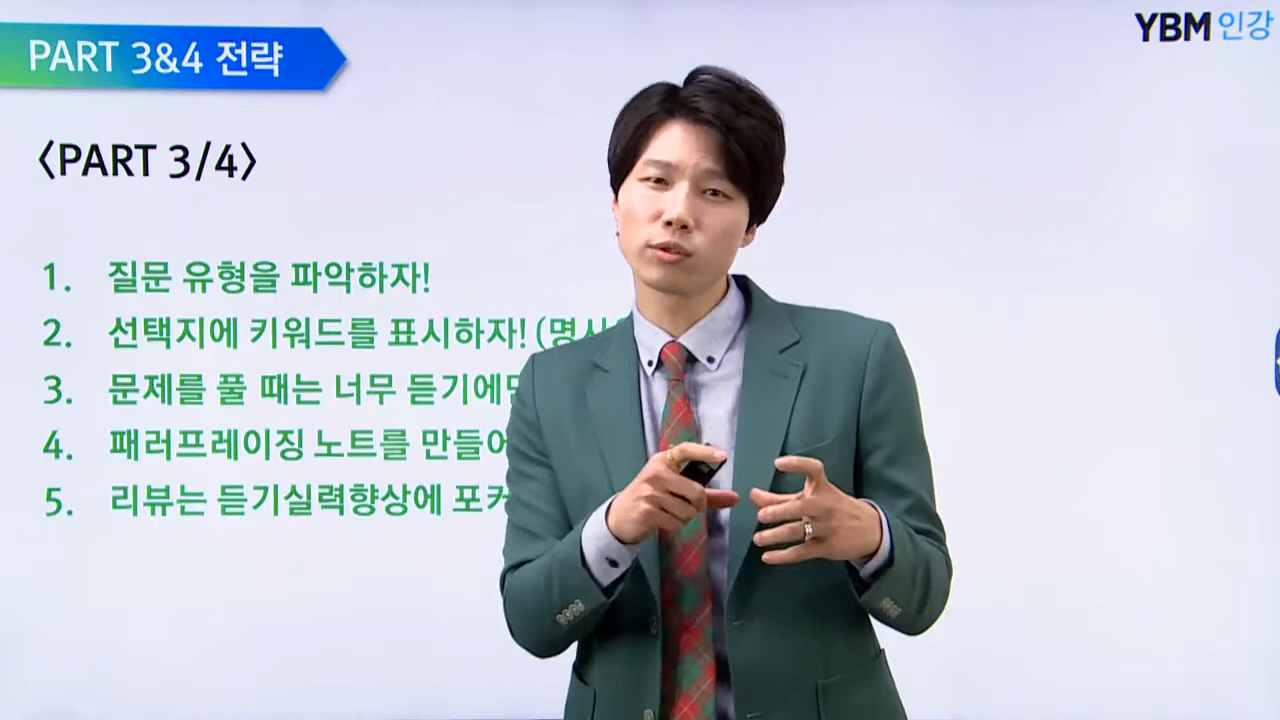 PART 3&4 전략
YBM 인강
〈PART 3/4〉
1. 질문 유형을 파악하자!
2. 선택지에 키워드를 표시하자! (명사
3. 문제를 풀 때는 너무 듣기에만
4. 패러프레이징 노트를 만들어
5. 리뷰는 듣기실력향상에 포커